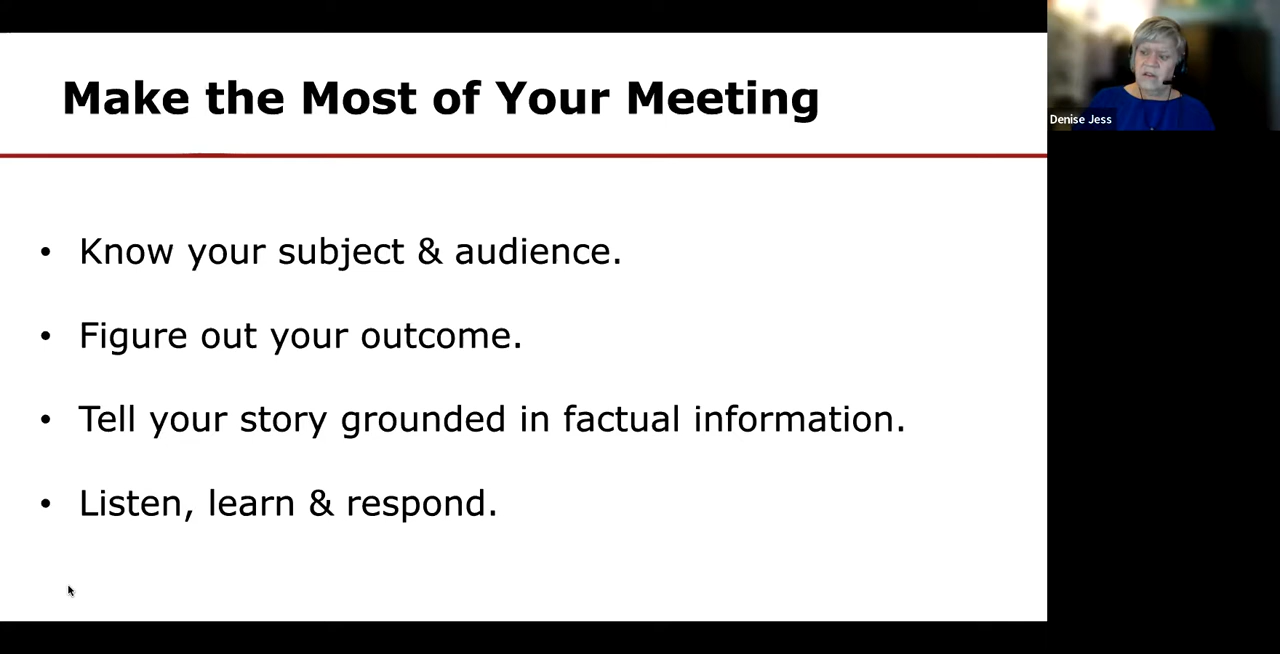 Make the Most of Your Meeting
Denise Jess
• Know your subject & audience.
• Figure out your outcome.
• Tell your story grounded in factual information.
• Listen, learn & respond.